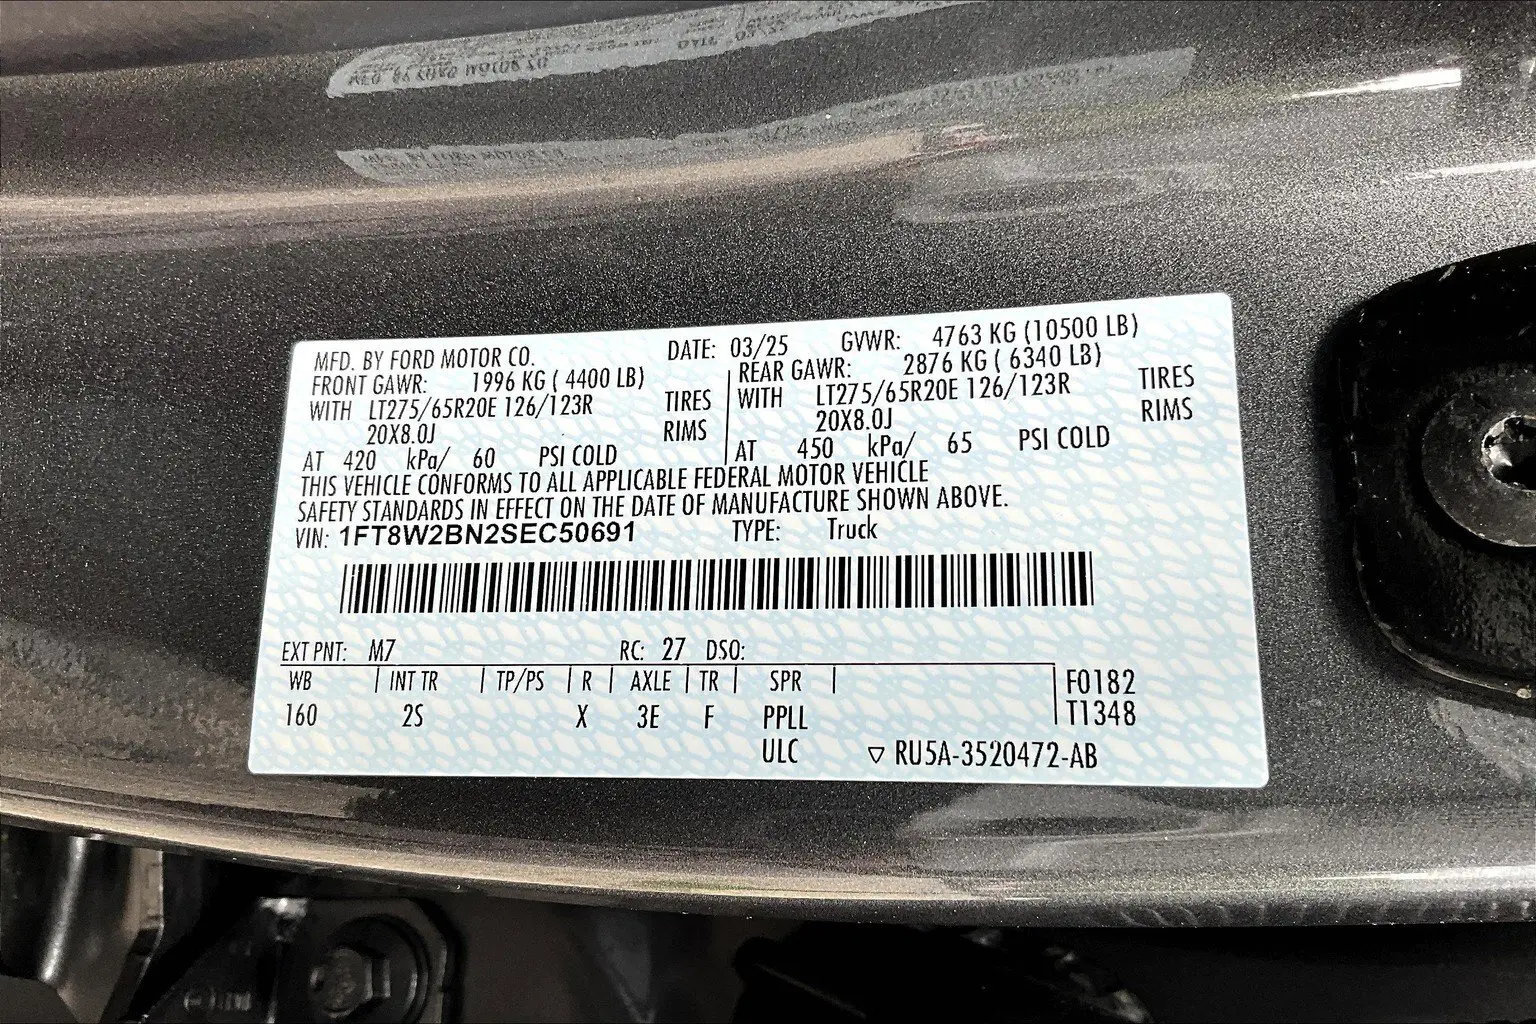 MFD. BY FORD MOTOR CO. DATE: 03/25 GVWR: 4763 KG (10500 LB)
FRONT GAWR: 1996 KG ( 4400 LB) REAR GAWR: 2876 KG ( 6340 LB)
WITH LT275/65R20E 126/123R TIRES WITH LT275/65R20E 126/123R TIRES
20X8.0J RIMS 20X8.0J RIMS
AT 420 kPa/ 60 PSI COLD AT 450 kPa/ 65 PSI COLD
THIS VEHICLE CONFORMS TO ALL APPLICABLE FEDERAL MOTOR VEHICLE
SAFETY STANDARDS IN EFFECT ON THE DATE OF MANUFACTURE SHOWN ABOVE.
VIN: 1FT8W2BN2SEC50691 TYPE: Truck
EXT PNT: M7 RC: 27 DSO:
WB | INT TR | TP/PS | R | AXLE | TR | SPR | F0182
160 2S X 3E F PPLL T1348
ULC ▽ RU5A-3520472-AB